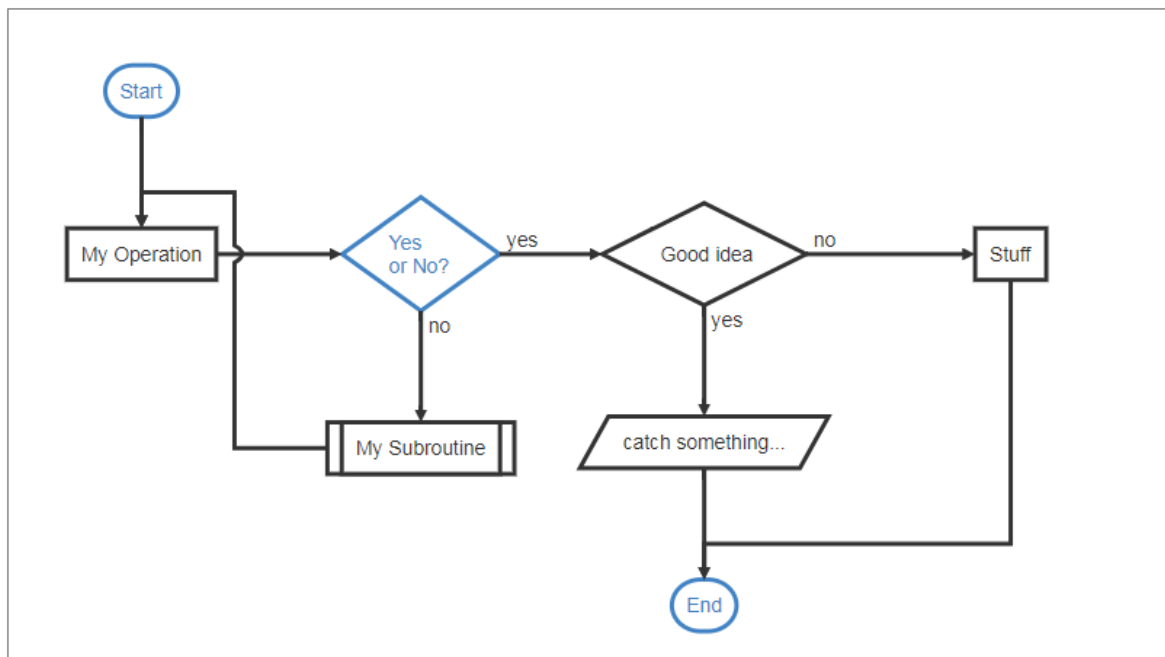 Start
My Operation
Yes
or No?
yes
Good idea
no
Stuff
no
yes
My Subroutine
catch something...
End